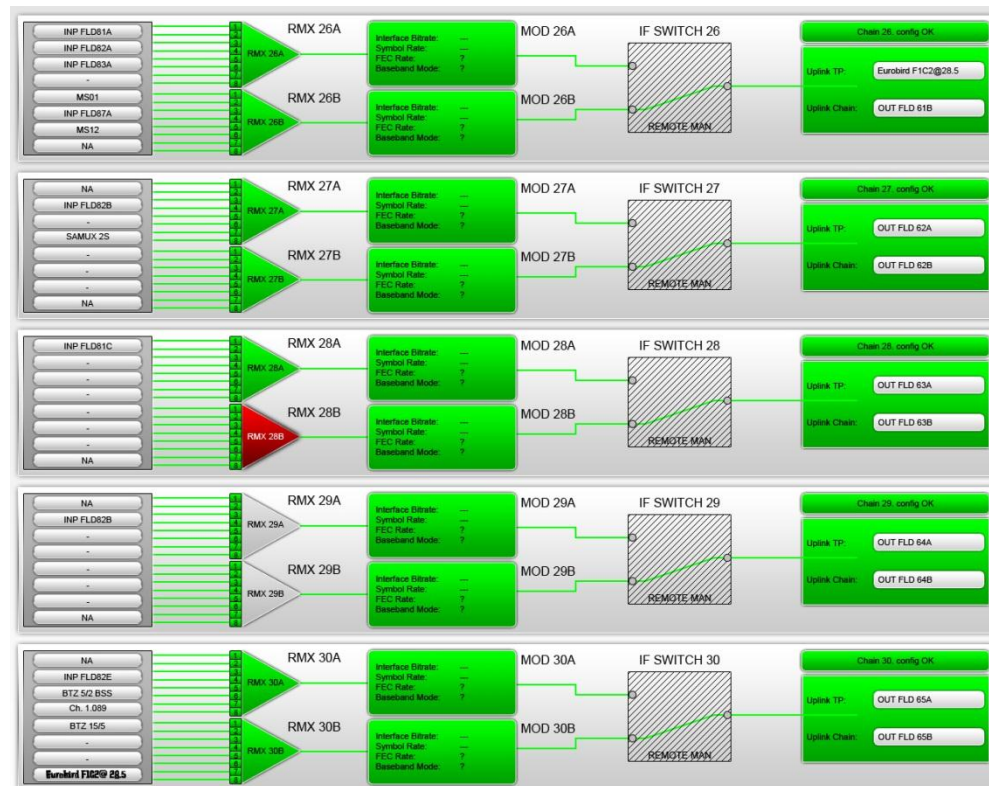 INP FLD81A
INP FLD82A
INP FLD83A
-
MS01
INP FLD87A
MS12
NA
RMX 26A
RMX 26A
RMX 26B
RMX 26B
Interface Bitrate: ---
Symbol Rate: ---
FEC Rate: ?
Baseband Mode: ?
Interface Bitrate: ---
Symbol Rate: ---
FEC Rate: ?
Baseband Mode: ?
MOD 26A
MOD 26B
IF SWITCH 26
REMOTE MAN
Chain 26, config OK
Uplink TP: Eurobird F1C2@28.5
Uplink Chain: OUT FLD 61B
NA
INP FLD82B
-
SAMUX 2S
-
-
-
NA
RMX 27A
RMX 27A
RMX 27B
RMX 27B
Interface Bitrate: ---
Symbol Rate: ---
FEC Rate: ?
Baseband Mode: ?
Interface Bitrate: ---
Symbol Rate: ---
FEC Rate: ?
Baseband Mode: ?
MOD 27A
MOD 27B
IF SWITCH 27
REMOTE MAN
Chain 27, config OK
Uplink TP: OUT FLD 62A
Uplink Chain: OUT FLD 62B
INP FLD81C
-
-
-
-
-
-
NA
RMX 28A
RMX 28A
RMX 28B
RMX 28B
Interface Bitrate: ---
Symbol Rate: ---
FEC Rate: ?
Baseband Mode: ?
Interface Bitrate: ---
Symbol Rate: ---
FEC Rate: ?
Baseband Mode: ?
MOD 28A
MOD 28B
IF SWITCH 28
REMOTE MAN
Chain 28, config OK
Uplink TP: OUT FLD 63A
Uplink Chain: OUT FLD 63B
NA
INP FLD82B
-
-
-
-
-
NA
RMX 29A
RMX 29A
RMX 29B
RMX 29B
Interface Bitrate: ---
Symbol Rate: ---
FEC Rate: ?
Baseband Mode: ?
Interface Bitrate: ---
Symbol Rate: ---
FEC Rate: ?
Baseband Mode: ?
MOD 29A
MOD 29B
IF SWITCH 29
REMOTE MAN
Chain 29, config OK
Uplink TP: OUT FLD 64A
Uplink Chain: OUT FLD 64B
NA
INP FLD82E
BTZ 5/2 BSS
Ch. 1.089
BTZ 15/5
-
-
Eurobird F1C2@ 28.5
RMX 30A
RMX 30A
RMX 30B
RMX 30B
Interface Bitrate: ---
Symbol Rate: ---
FEC Rate: ?
Baseband Mode: ?
Interface Bitrate: ---
Symbol Rate: ---
FEC Rate: ?
Baseband Mode: ?
MOD 30A
MOD 30B
IF SWITCH 30
REMOTE MAN
Chain 30, config OK
Uplink TP: OUT FLD 65A
Uplink Chain: OUT FLD 65B